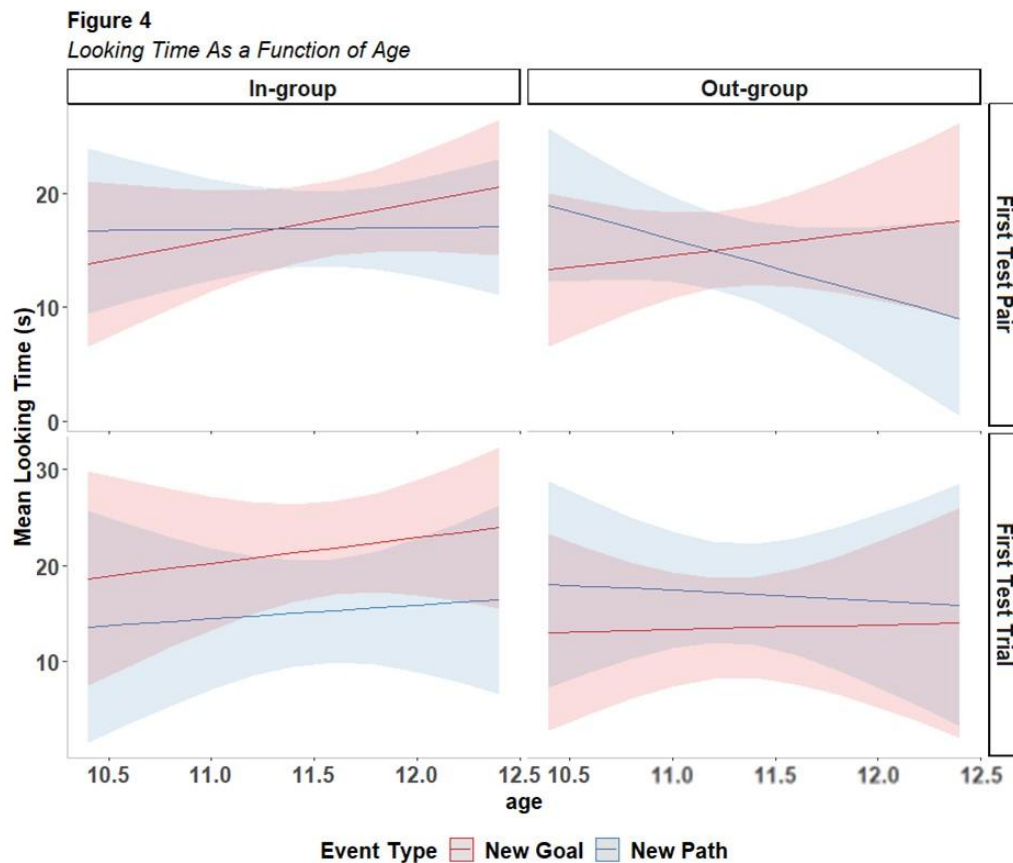 Figure 4
Looking Time As a Function of Age
In-group
Out-group
Mean Looking Time (s)
20
10
0
First Test Pair
30
20
10
First Test Trial
10.5 11.0 11.5 12.0 12.5 10.5 11.0 11.5 12.0 12.5
age
Event Type New Goal New Path